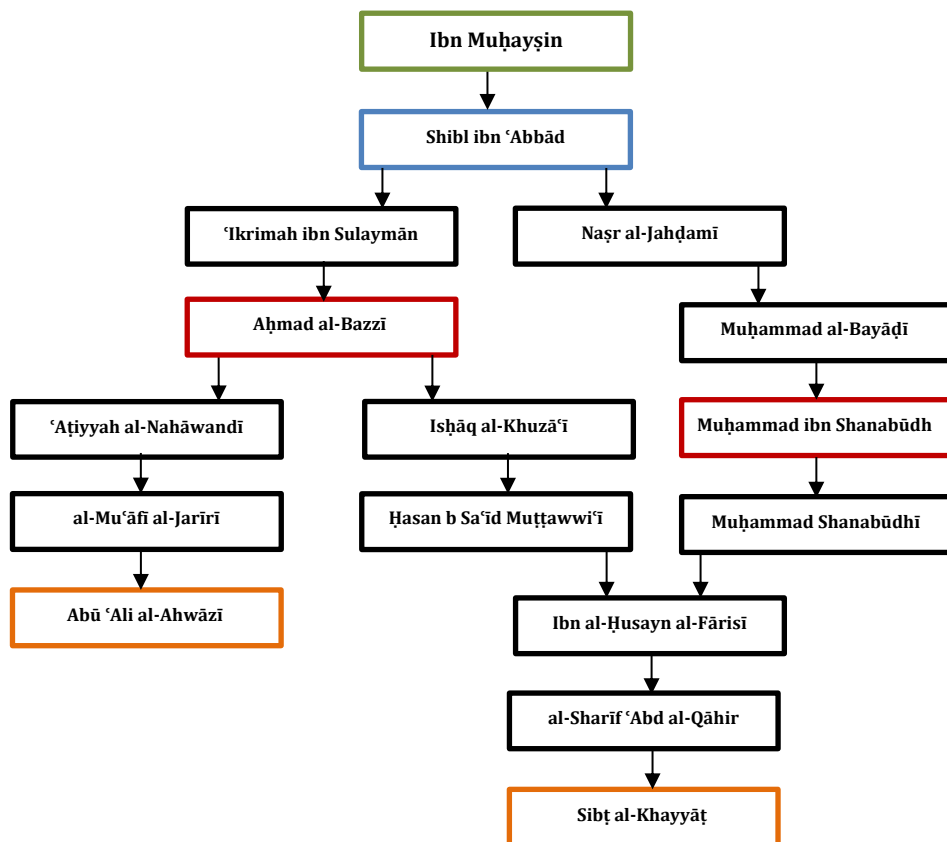 Ibn Muḥayṣin
Shibl ibn ʿAbbād
ʿIkrimah ibn Sulaymān
Naṣr al-Jahḍamī
Aḥmad al-Bazzī
Muḥammad al-Bayāḍī
ʿAṭiyyah al-Nahāwandī
Isḥāq al-Khuzāʿī
Muḥammad ibn Shanabūdh
al-Muʿāfī al-Jarīrī
Ḥasan b Saʿīd Muṭṭawwiʿī
Muḥammad Shanabūdhī
Abū ʿAli al-Ahwāzī
Ibn al-Ḥusayn al-Fārisī
al-Sharīf ʿAbd al-Qāhir
Sibṭ al-Khayyāṭ